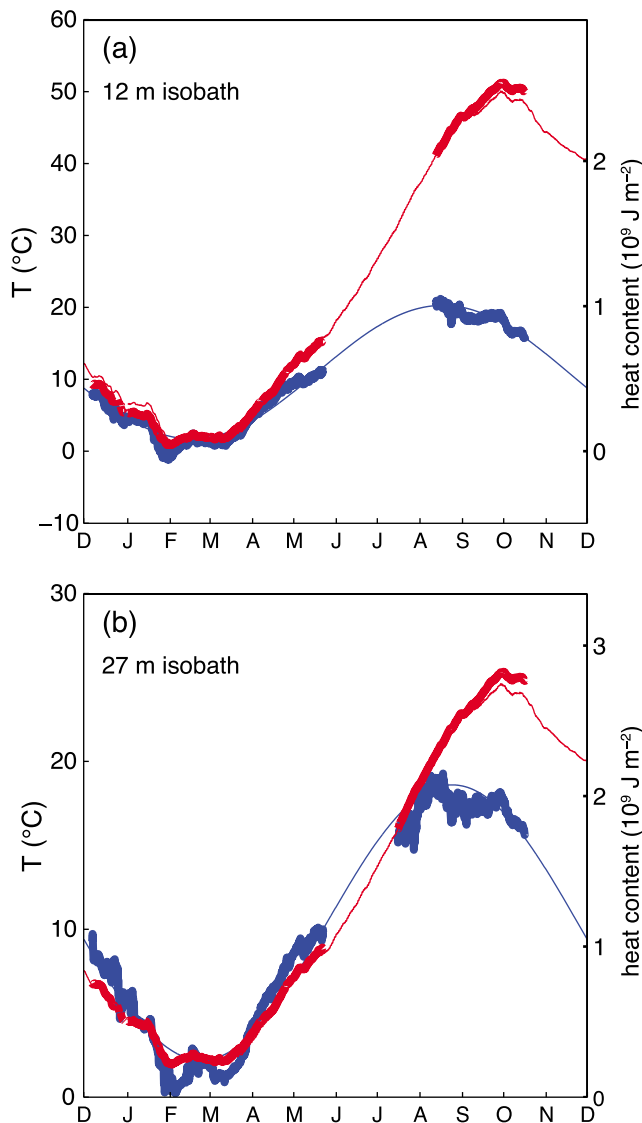 (a)
12 m isobath
60
50
40
30
20
10
0
−10
T (°C)
2
1
0
heat content (10⁹ J m⁻²)
D J F M A M J J A S O N D
(b)
27 m isobath
30
20
10
0
T (°C)
3
2
1
0
heat content (10⁹ J m⁻²)
D J F M A M J J A S O N D